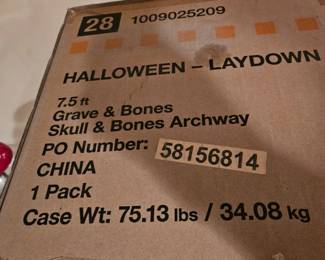 28 1009025209
HALLOWEEN – LAYDOWN
7.5 ft
Grave & Bones
Skull & Bones Archway
PO Number: 58156814
CHINA
1 Pack
Case Wt: 75.13 lbs / 34.08 kg